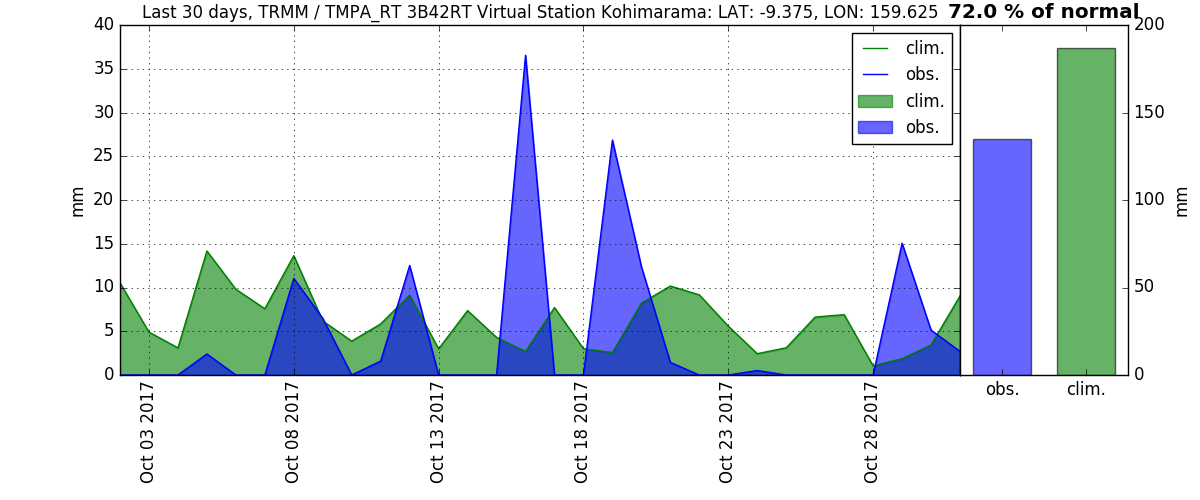 Last 30 days, TRMM / TMPA_RT 3B42RT Virtual Station Kohimarama: LAT: -9.375, LON: 159.625 72.0 % of normal
40
35
30
25
20
15
10
5
0
mm
clim.
obs.
clim.
obs.
Oct 03 2017
Oct 08 2017
Oct 13 2017
Oct 18 2017
Oct 23 2017
Oct 28 2017
200
150
100
50
0
mm
obs. clim.